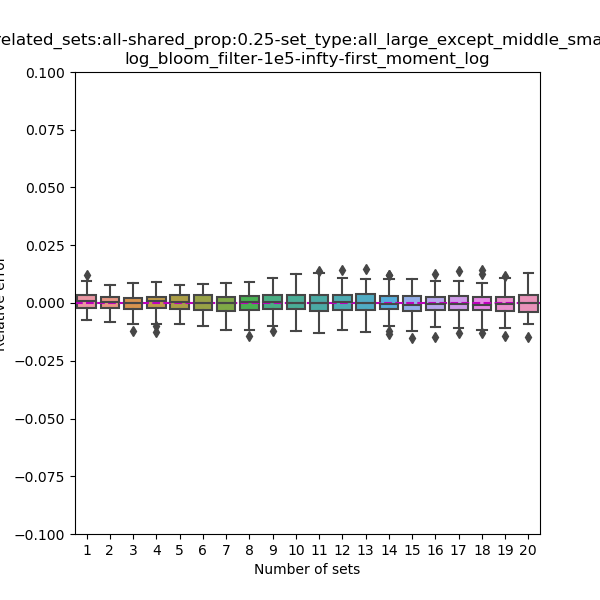 related_sets:all-shared_prop:0.25-set_type:all_large_except_middle_sma
log_bloom_filter-1e5-infty-first_moment_log
0.100
0.075
0.050
0.025
0.000
−0.025
−0.050
−0.075
−0.100
Relative error
1 2 3 4 5 6 7 8 9 10 11 12 13 14 15 16 17 18 19 20
Number of sets